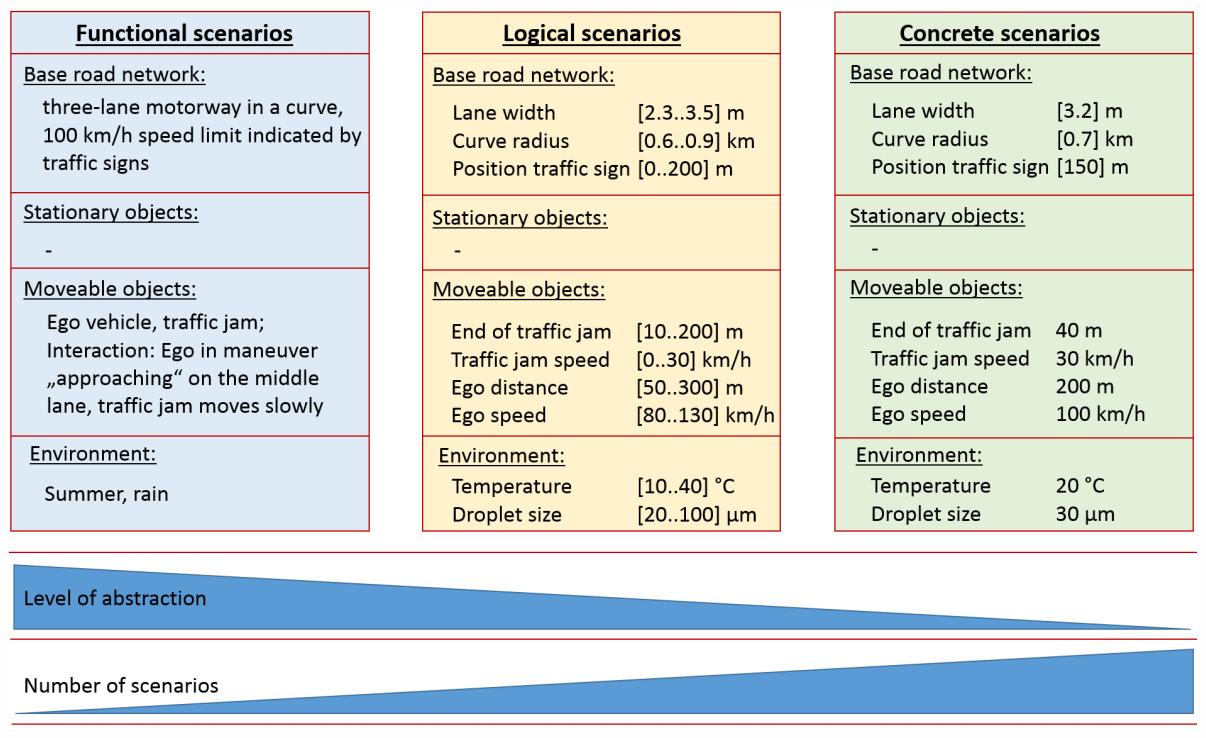 Functional scenarios
Base road network:
three-lane motorway in a curve,
100 km/h speed limit indicated by
traffic signs
Stationary objects:
-
Moveable objects:
Ego vehicle, traffic jam;
Interaction: Ego in maneuver
„approaching“ on the middle
lane, traffic jam moves slowly
Environment:
Summer, rain
Logical scenarios
Base road network:
Lane width [2.3..3.5] m
Curve radius [0.6..0.9] km
Position traffic sign [0..200] m
Stationary objects:
-
Moveable objects:
End of traffic jam [10..200] m
Traffic jam speed [0..30] km/h
Ego distance [50..300] m
Ego speed [80..130] km/h
Environment:
Temperature [10..40] °C
Droplet size [20..100] µm
Concrete scenarios
Base road network:
Lane width [3.2] m
Curve radius [0.7] km
Position traffic sign [150] m
Stationary objects:
-
Moveable objects:
End of traffic jam 40 m
Traffic jam speed 30 km/h
Ego distance 200 m
Ego speed 100 km/h
Environment:
Temperature 20 °C
Droplet size 30 µm
Level of abstraction
Number of scenarios